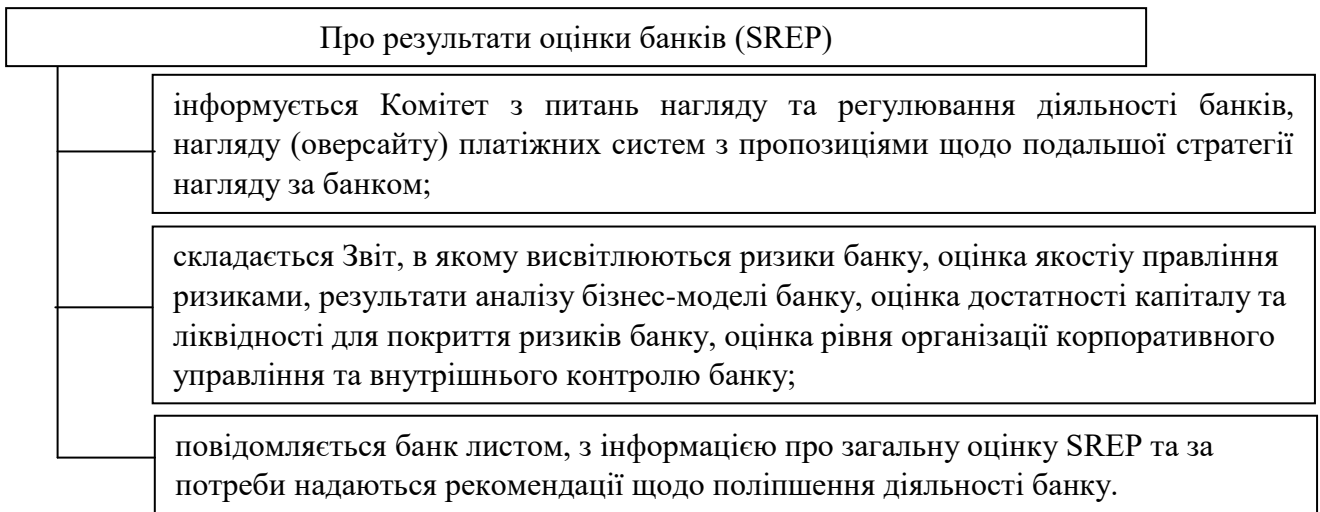 Про результати оцінки банків (SREP)
інформується Комітет з питань нагляду та регулювання діяльності банків,
нагляду (оверсайту) платіжних систем з пропозиціями щодо подальшої стратегії
нагляду за банком;
складається Звіт, в якому висвітлюються ризики банку, оцінка якостіу правління
ризиками, результати аналізу бізнес-моделі банку, оцінка достатності капіталу та
ліквідності для покриття ризиків банку, оцінка рівня організації корпоративного
управління та внутрішнього контролю банку;
повідомляється банк листом, з інформацією про загальну оцінку SREP та за
потреби надаються рекомендації щодо поліпшення діяльності банку.